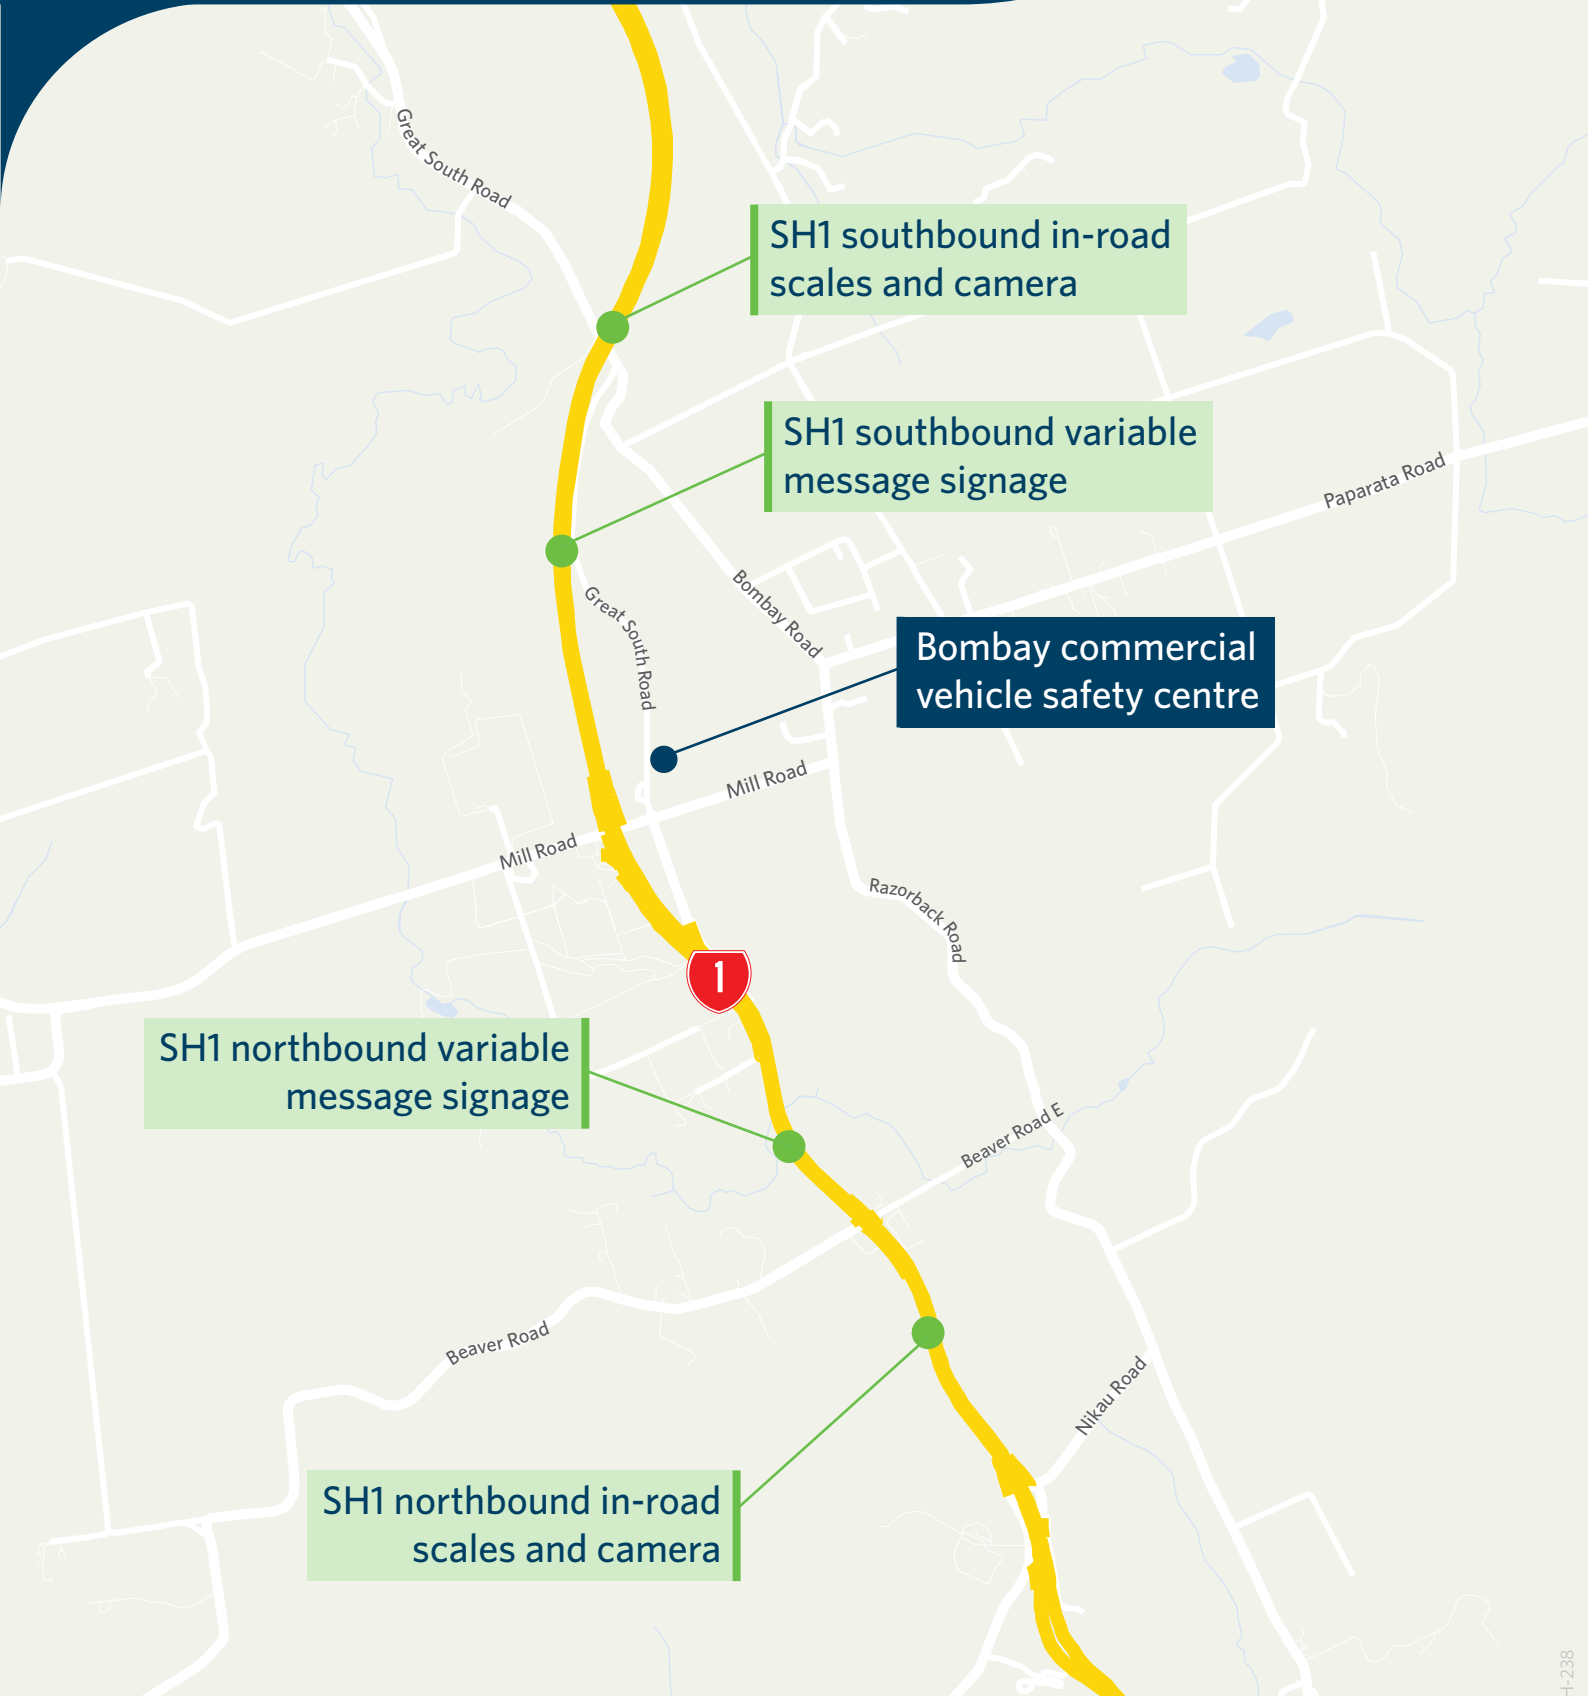 Great South Road
SH1 southbound in-road
scales and camera
SH1 southbound variable
message signage
Paparata Road
Bombay Road
Great South Road
Bombay commercial
vehicle safety centre
Mill Road
Mill Road
Razorback Road
1
SH1 northbound variable
message signage
Beaver Road E
Beaver Road
Nikau Road
SH1 northbound in-road
scales and camera